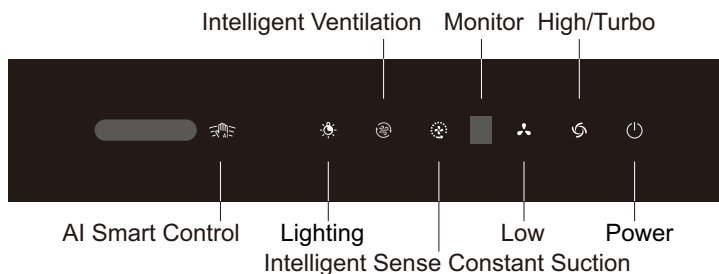 Intelligent Ventilation Monitor High/Turbo
AI Smart Control Lighting Low Power
Intelligent Sense Constant Suction